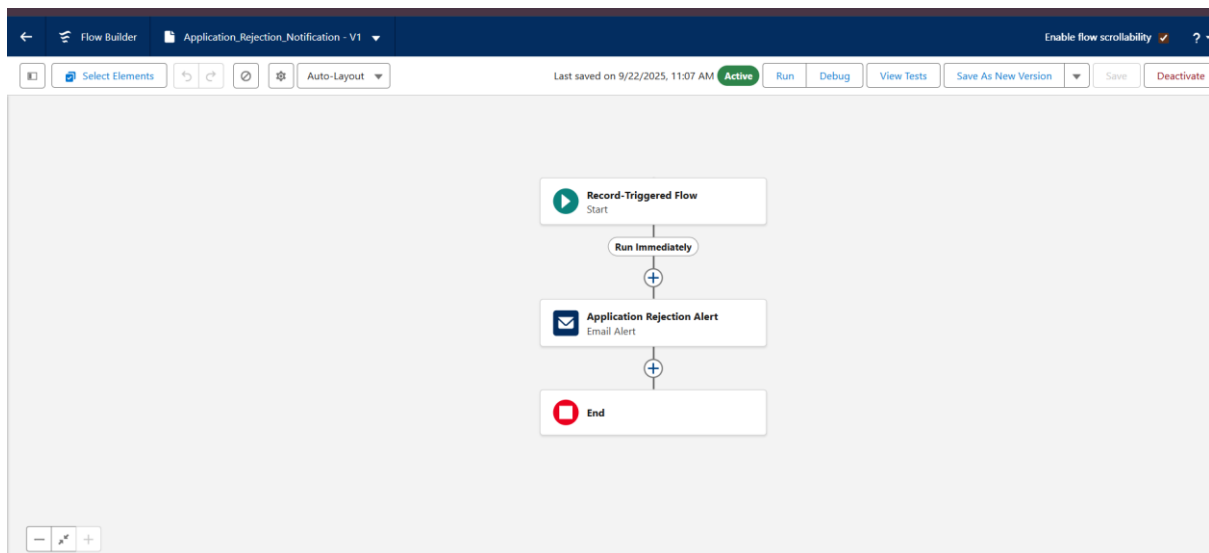 Flow Builder
Application_Rejection_Notification - V1
Enable flow scrollability
?
Select Elements
Auto-Layout
Last saved on 9/22/2025, 11:07 AM
Active
Run
Debug
View Tests
Save As New Version
Save
Deactivate
Record-Triggered Flow
Start
Run Immediately
Application Rejection Alert
Email Alert
End